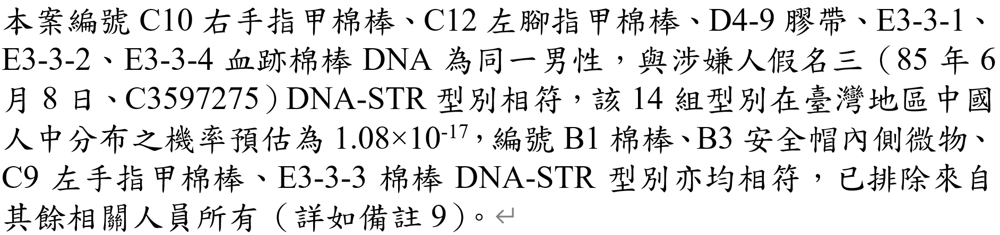 本案編號 C10 右手指甲棉棒、C12 左腳指甲棉棒、D4-9 膠帶、E3-3-1、
E3-3-2、E3-3-4 血跡棉棒 DNA 為同一男性，與涉嫌人假名三（85 年 6
月 8 日、C3597275）DNA-STR 型別相符，該 14 組型別在臺灣地區中國
人中分布之機率預估為 1.08×10⁻¹⁷，編號 B1 棉棒、B3 安全帽內側微物、
C9 左手指甲棉棒、E3-3-3 棉棒 DNA-STR 型別亦均相符，已排除來自
其餘相關人員所有（詳如備註 9）。↵